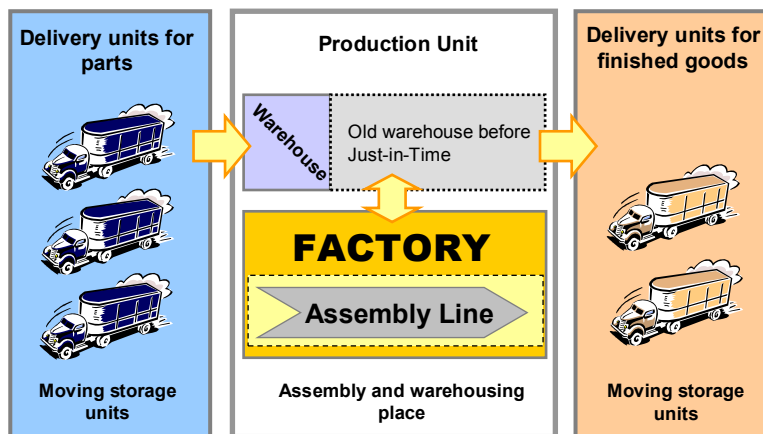 Delivery units for
parts
Moving storage
units
Production Unit
Warehouse
Old warehouse before
Just-in-Time
FACTORY
Assembly Line
Assembly and warehousing
place
Delivery units for
finished goods
Moving storage
units